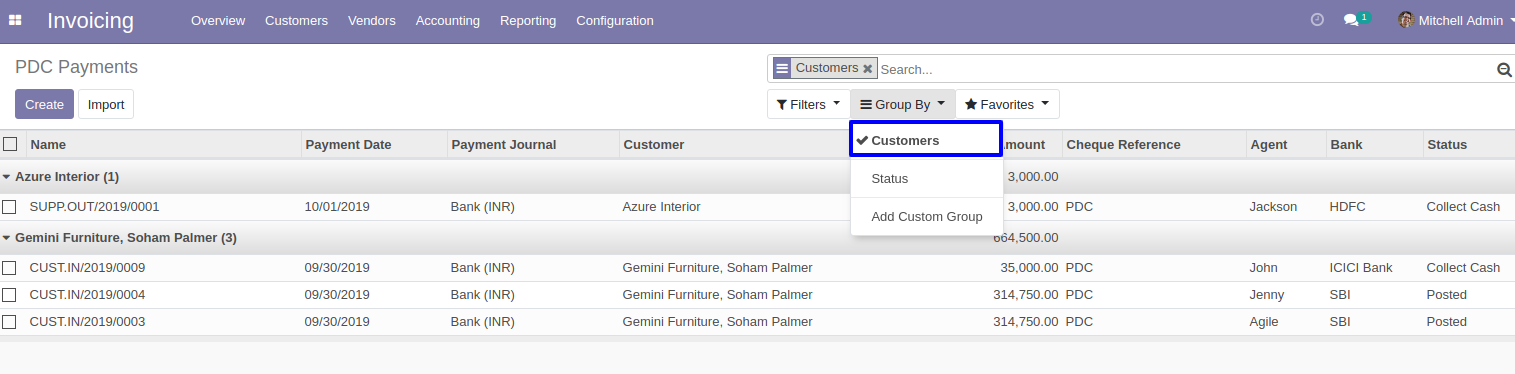 Invoicing Overview Customers Vendors Accounting Reporting Configuration 1 Mitchell Admin
PDC Payments
Customers Search...
Create Import
Filters Group By Favorites
Customers
Status
Add Custom Group
Name Payment Date Payment Journal Customer mount Cheque Reference Agent Bank Status
Azure Interior (1) 3,000.00
SUPP.OUT/2019/0001 10/01/2019 Bank (INR) Azure Interior 3,000.00 PDC Jackson HDFC Collect Cash
Gemini Furniture, Soham Palmer (3) 664,500.00
CUST.IN/2019/0009 09/30/2019 Bank (INR) Gemini Furniture, Soham Palmer 35,000.00 PDC John ICICI Bank Collect Cash
CUST.IN/2019/0004 09/30/2019 Bank (INR) Gemini Furniture, Soham Palmer 314,750.00 PDC Jenny SBI Posted
CUST.IN/2019/0003 09/30/2019 Bank (INR) Gemini Furniture, Soham Palmer 314,750.00 PDC Agile SBI Posted